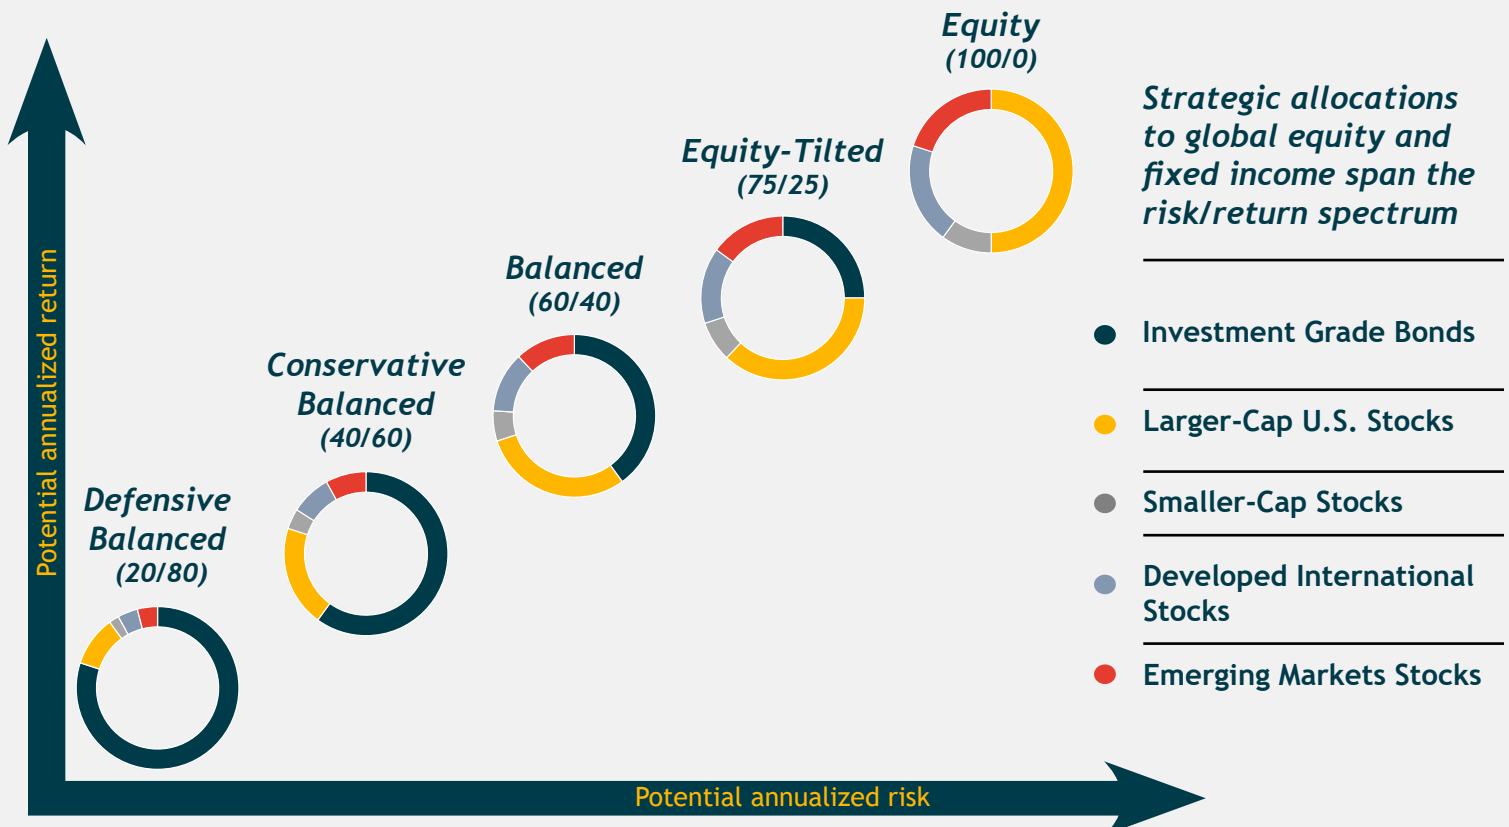 Equity
(100/0)
Strategic allocations
to global equity and
fixed income span the
risk/return spectrum
Equity-Tilted
(75/25)
Balanced
(60/40)
Conservative
Balanced
(40/60)
Defensive
Balanced
(20/80)
Potential annualized return
Investment Grade Bonds
Larger-Cap U.S. Stocks
Smaller-Cap Stocks
Developed International
Stocks
Emerging Markets Stocks
Potential annualized risk